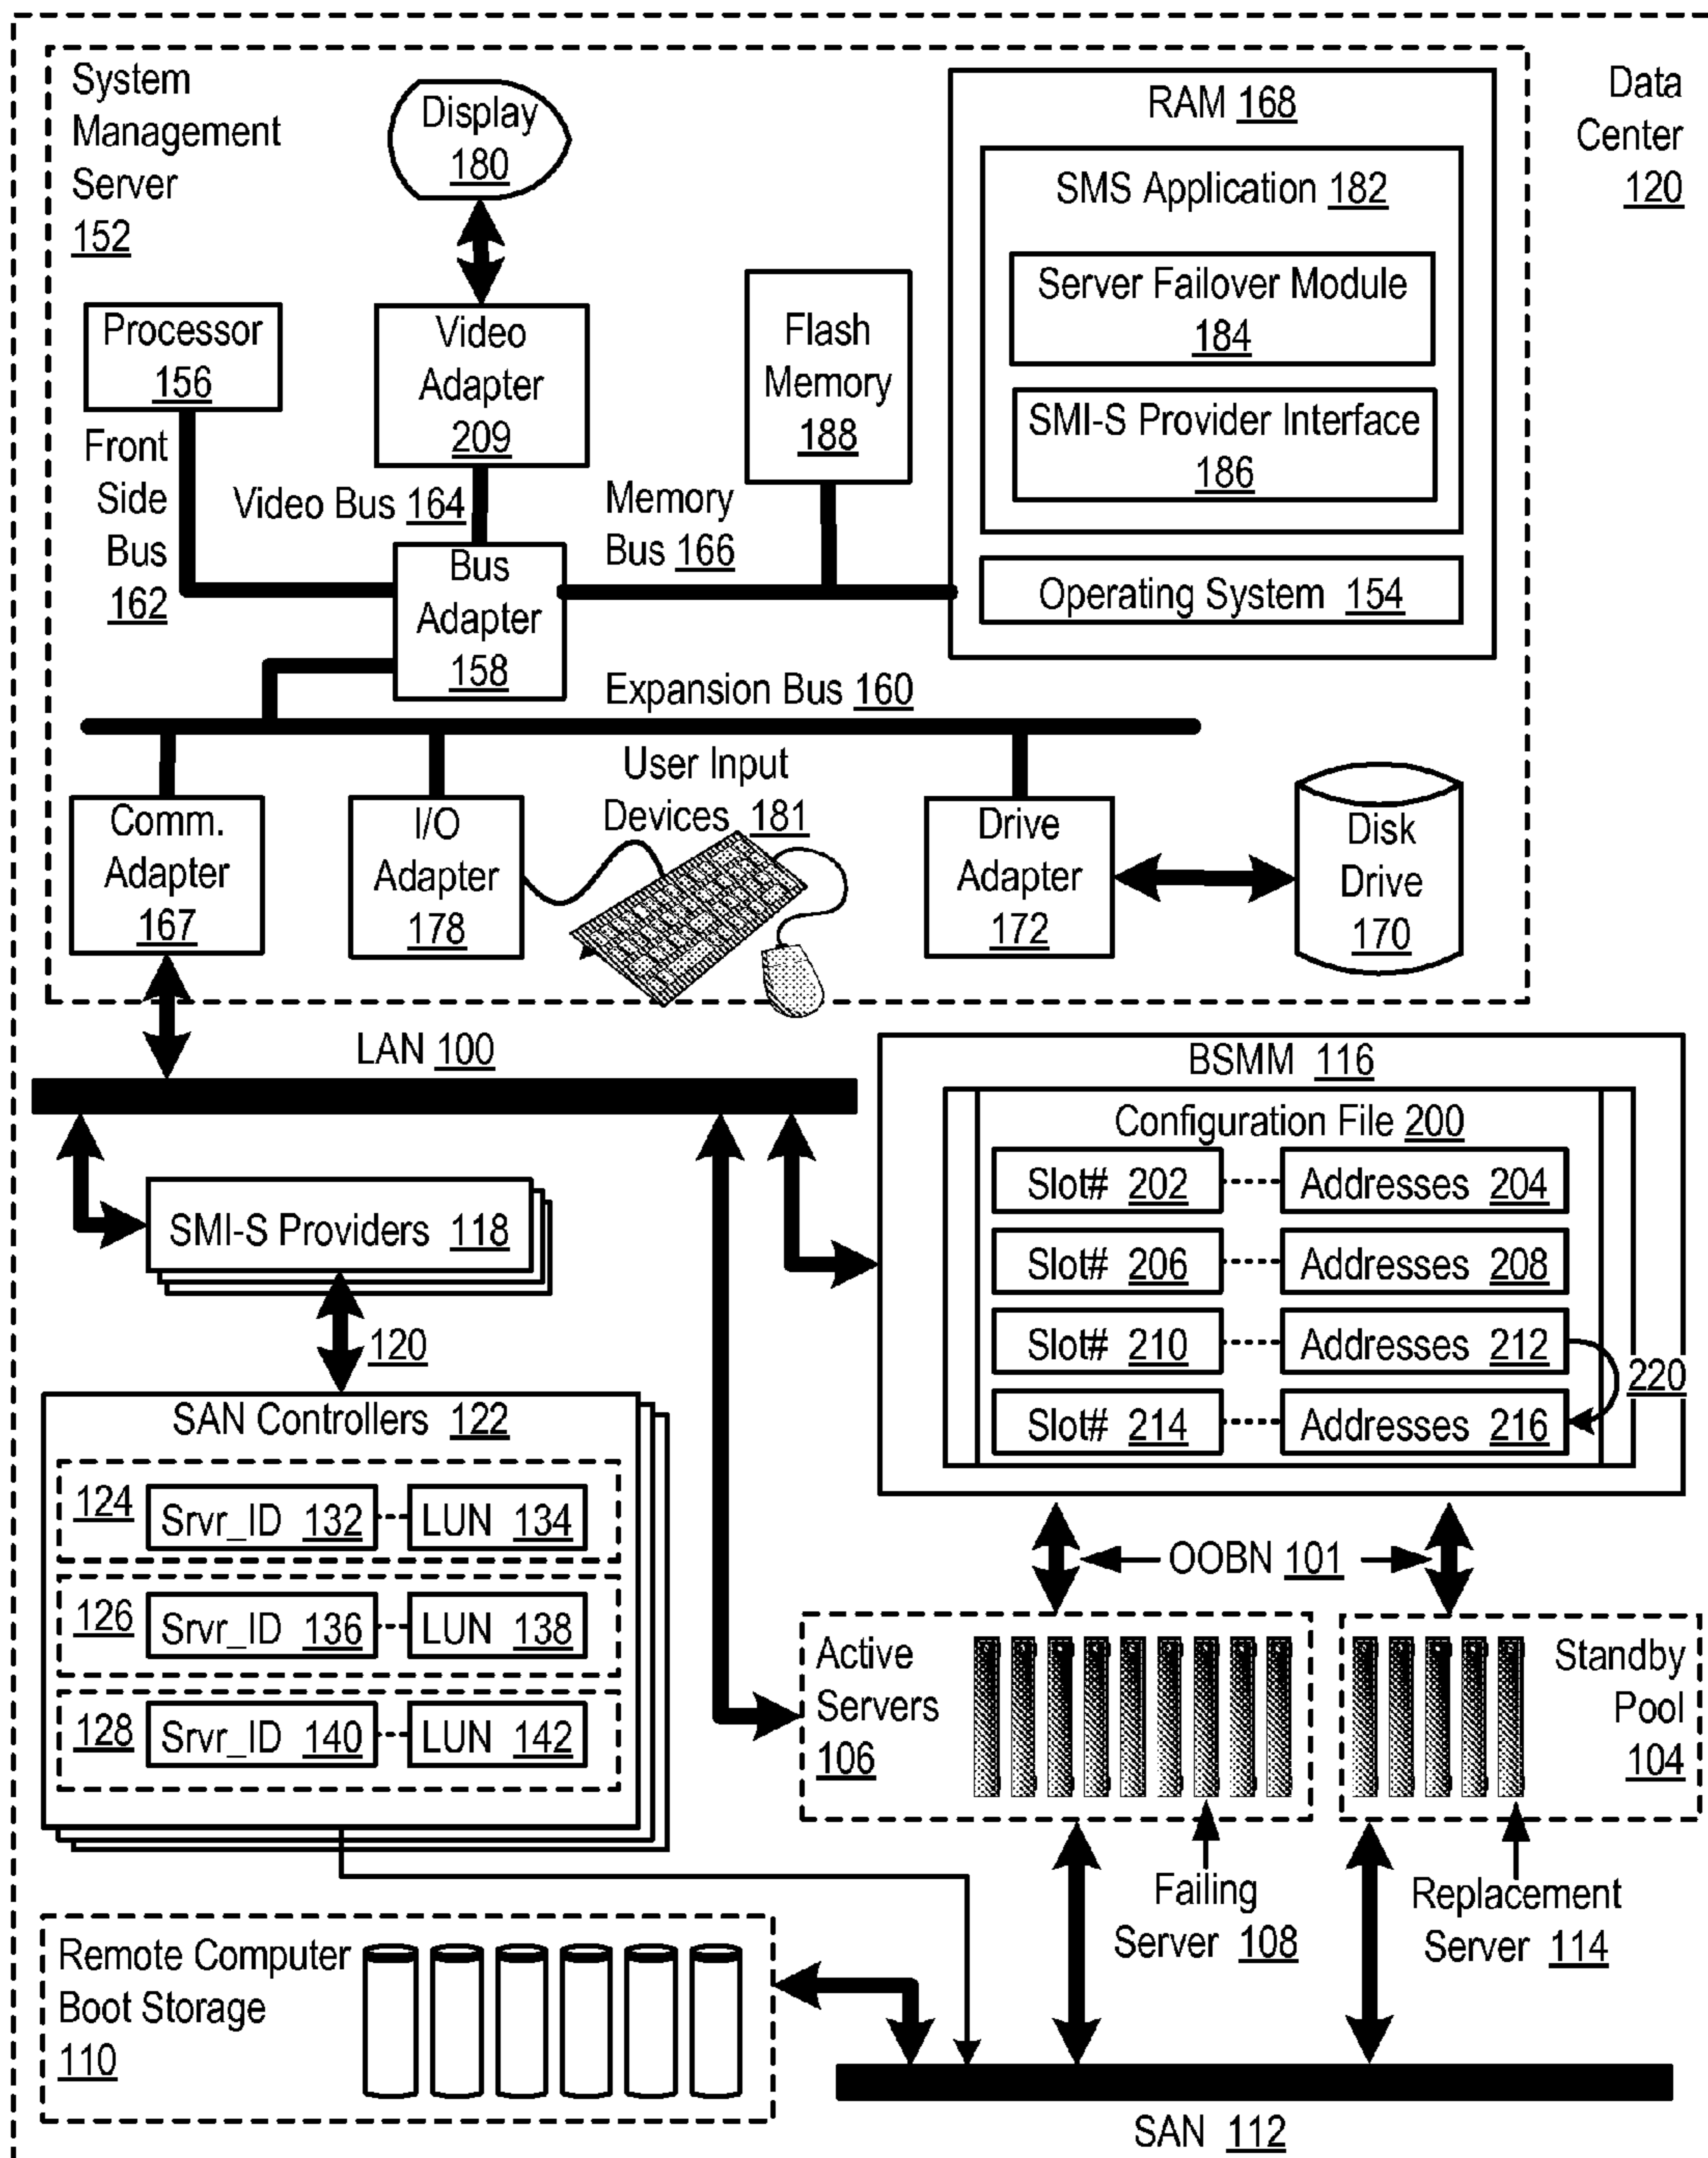 System
Management
Server
152
Display
180
RAM 168
Data
Center
120
SMS Application 182
Server Failover Module
184
SMI-S Provider Interface
186
Operating System 154
Processor
156
Video
Adapter
209
Flash
Memory
188
Front
Side
Bus
162
Video Bus 164
Memory
Bus 166
Bus
Adapter
158
Expansion Bus 160
Comm.
Adapter
167
I/O
Adapter
178
User Input
Devices 181
Drive
Adapter
172
Disk
Drive
170
LAN 100
BSMM 116
Configuration File 200
Slot# 202
Addresses 204
Slot# 206
Addresses 208
Slot# 210
Addresses 212
Slot# 214
Addresses 216
220
SMI-S Providers 118
120
SAN Controllers 122
124
Srvr_ID 132
LUN 134
126
Srvr_ID 136
LUN 138
128
Srvr_ID 140
LUN 142
OOBN 101
Active
Servers
106
Standby
Pool
104
Failing
Server 108
Replacement
Server 114
Remote Computer
Boot Storage
110
SAN 112